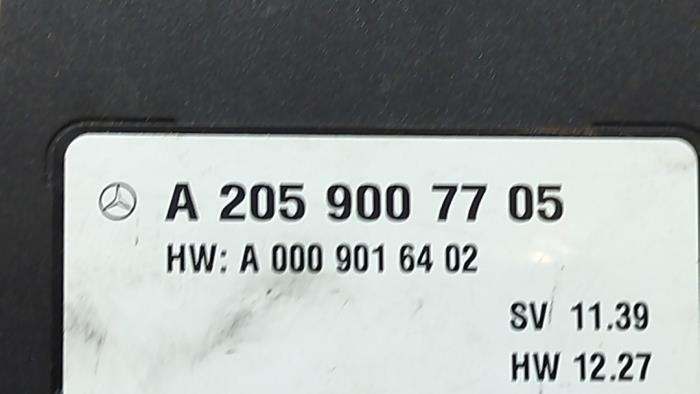 A 205 900 77 05
HW: A 000 901 64 02
SV 11.39
HW 12.27